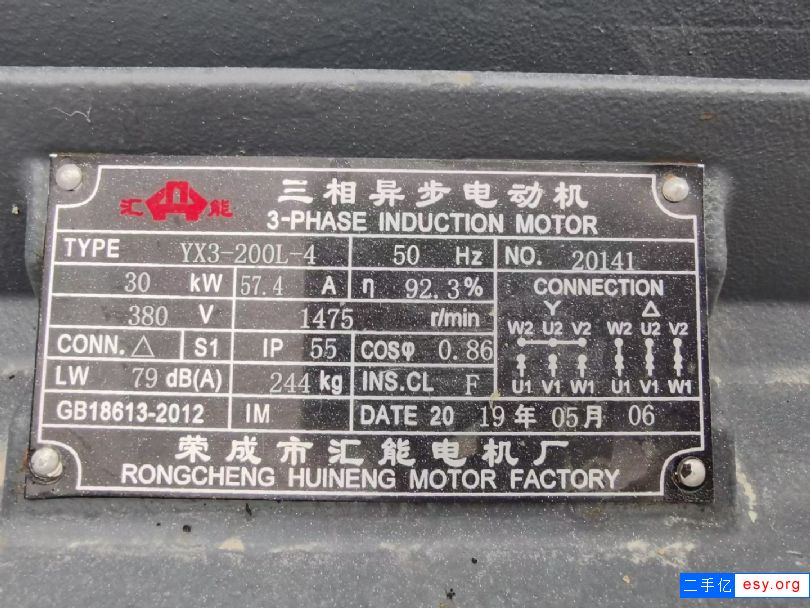 汇 能
三相异步电动机
3-PHASE INDUCTION MOTOR
TYPE YX3-200L-4 50 Hz NO. 20141
30 kW 57.4 A η 92.3% CONNECTION
380 V 1475 r/min
Y △
W2 U2 V2 W2 U2 V2
U1 V1 W1 U1 V1 W1
CONN. △ S1 IP 55 COSφ 0.86
LW 79 dB(A) 244 kg INS.CL F
GB18613-2012 IM DATE 20 19 年 05 月 06
荣成市汇能电机厂
RONGCHENG HUINENG MOTOR FACTORY
二手亿 esy.org